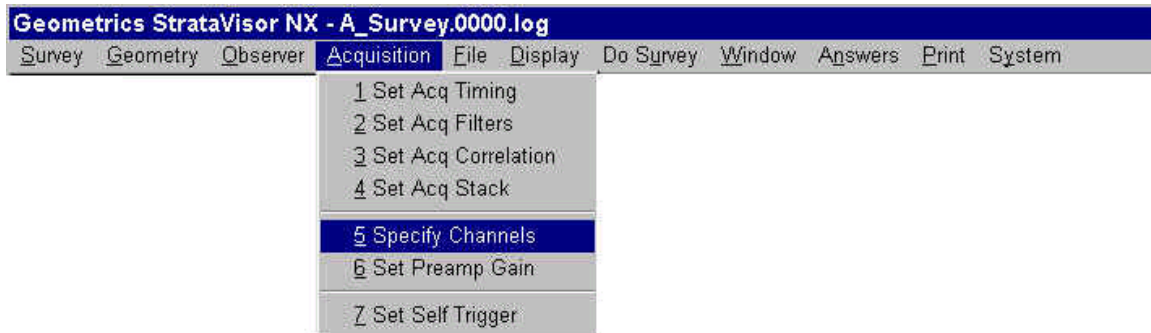 Geometrics StrataVisor NX - A_Survey.0000.log
Survey Geometry Observer Acquisition File Display Do Survey Window Answers Print System
1 Set Acq Timing
2 Set Acq Filters
3 Set Acq Correlation
4 Set Acq Stack
5 Specify Channels
6 Set Preamp Gain
7 Set Self Trigger